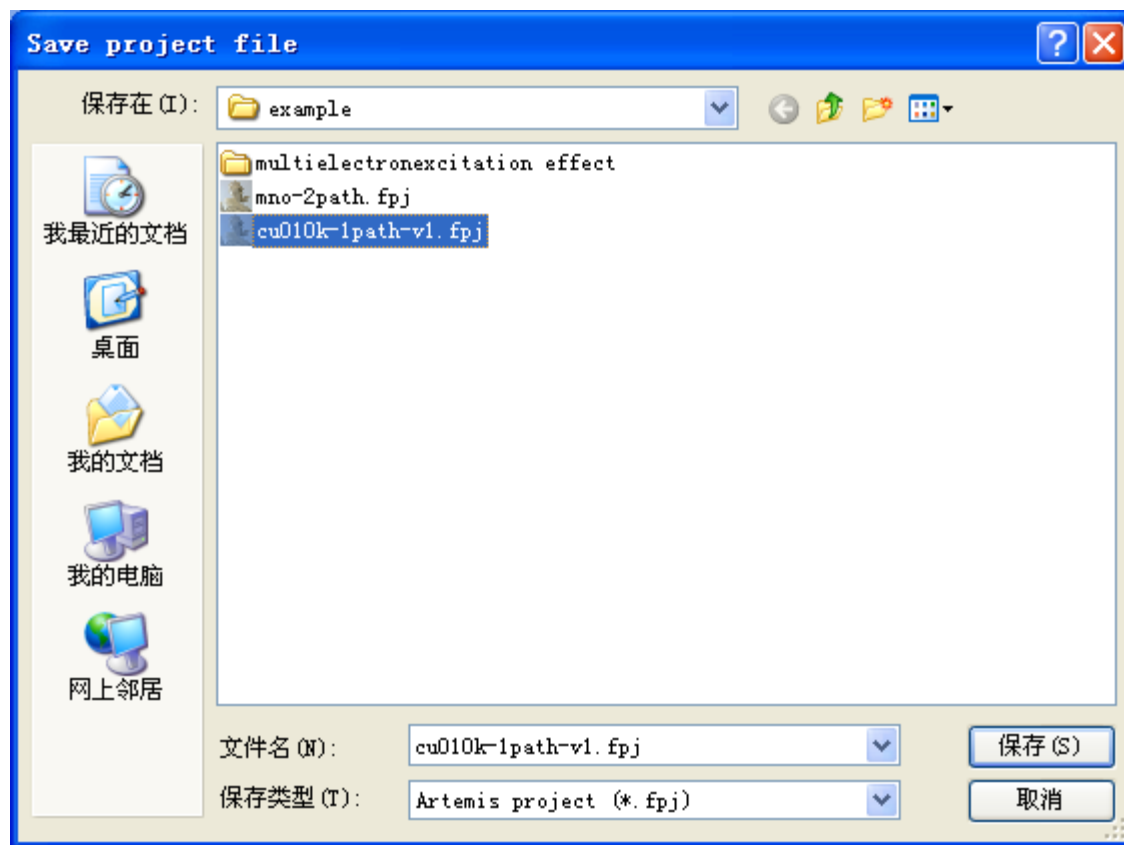 Save project file
保存在(I):
example
multielectronexcitation effect
mno-2path.fpj
cu010k-1path-v1.fpj
我最近的文档
桌面
我的文档
我的电脑
网上邻居
文件名(N):
cu010k-1path-v1.fpj
保存(S)
保存类型(T):
Artemis project (*.fpj)
取消